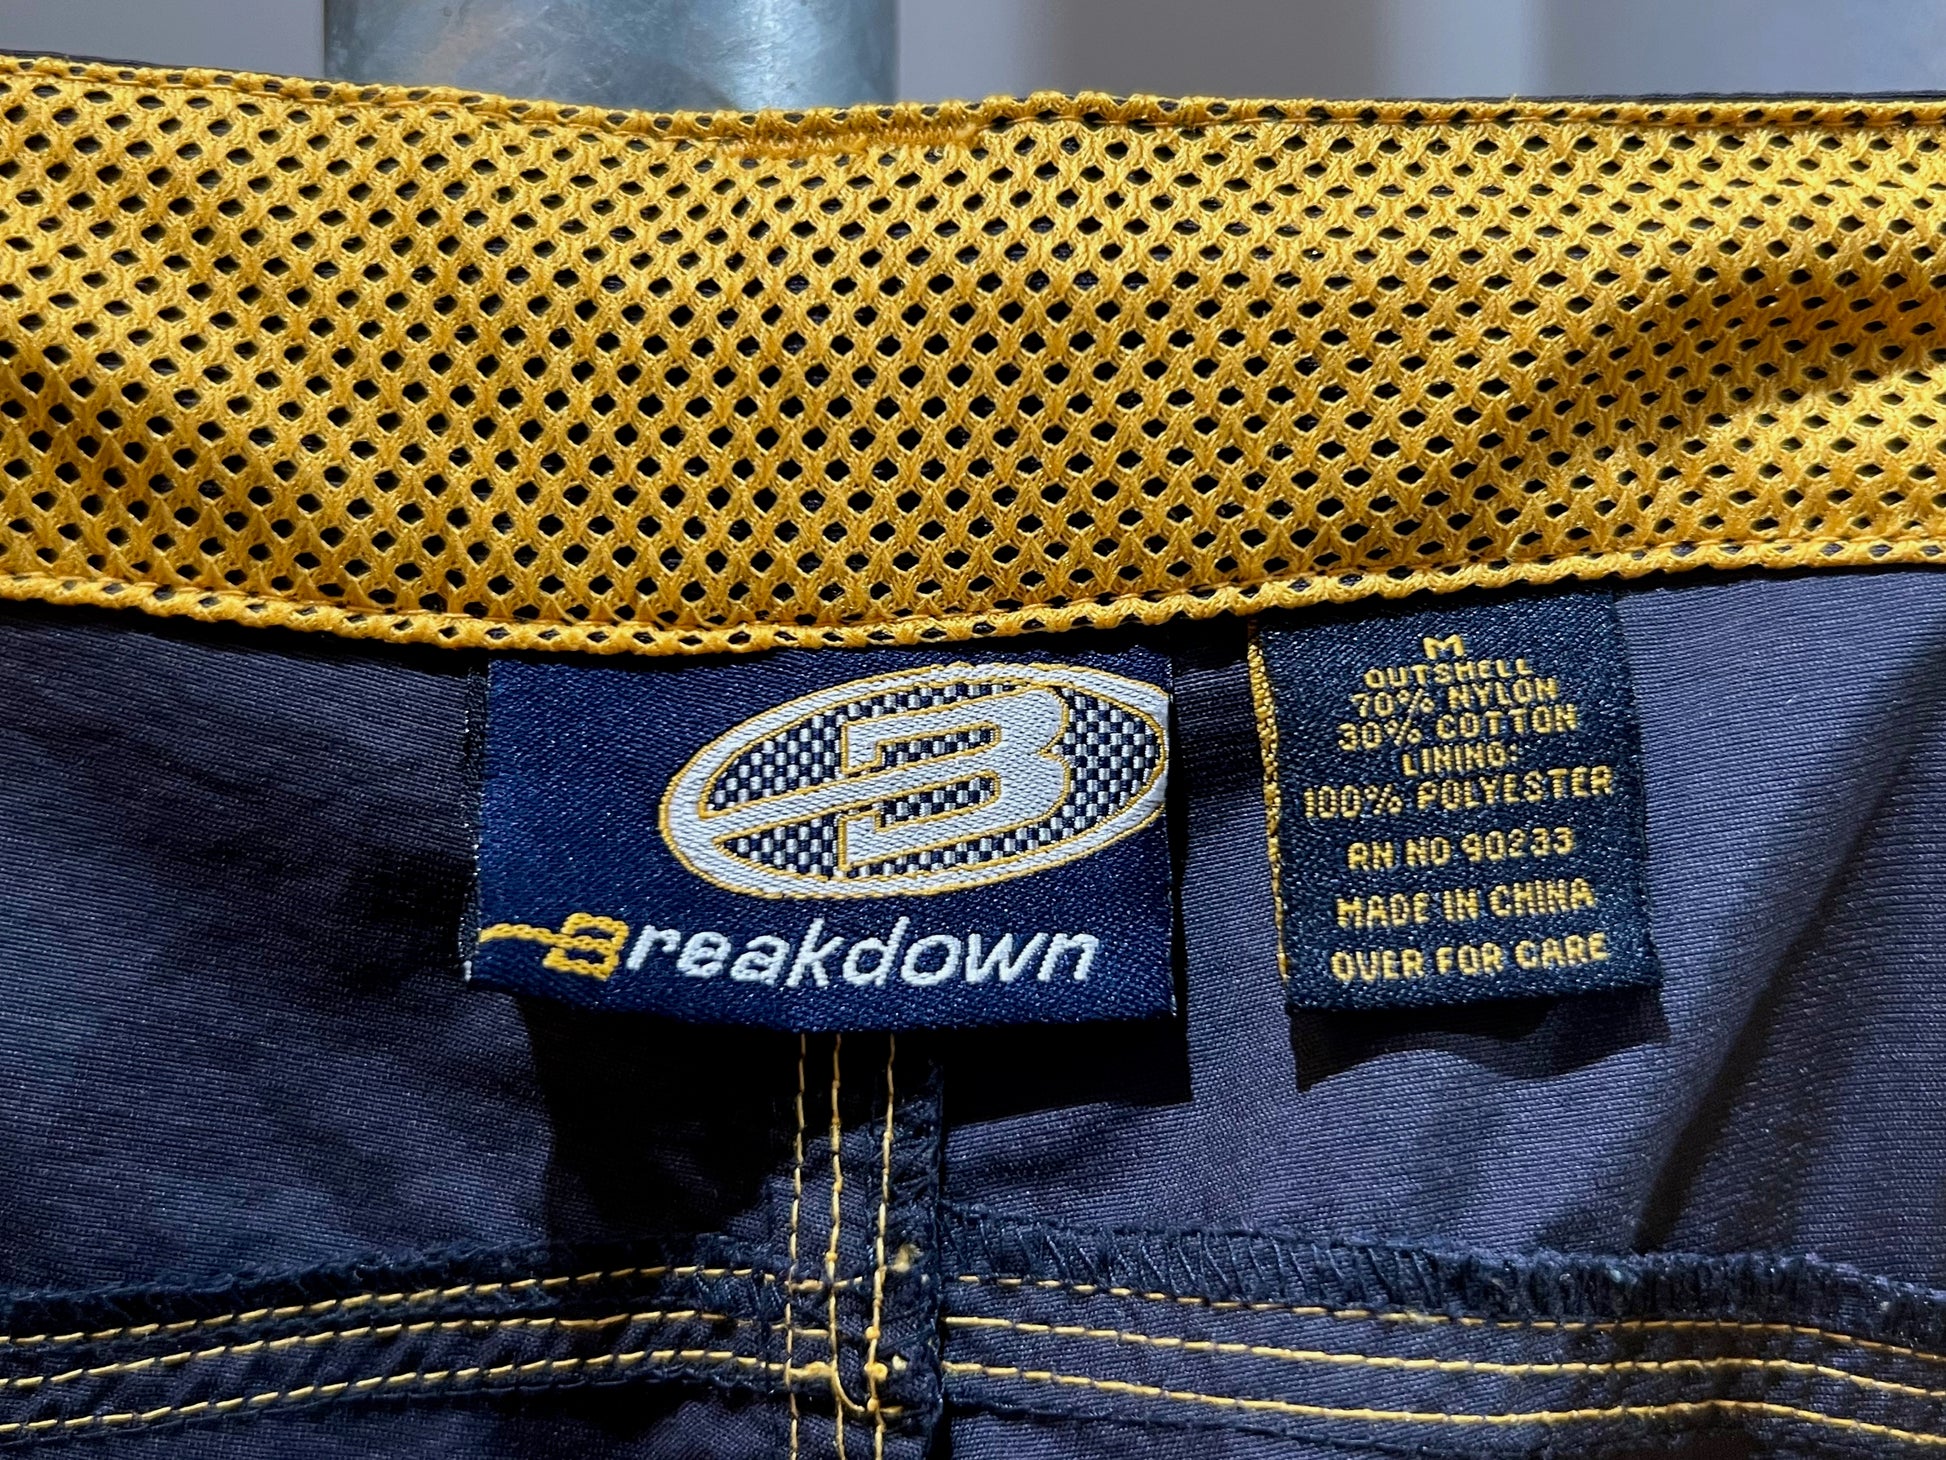 B
Breakdown
M
OUTSHELL
70% NYLON
30% COTTON
LINING:
100% POLYESTER
RN NO 90233
MADE IN CHINA
OVER FOR CARE